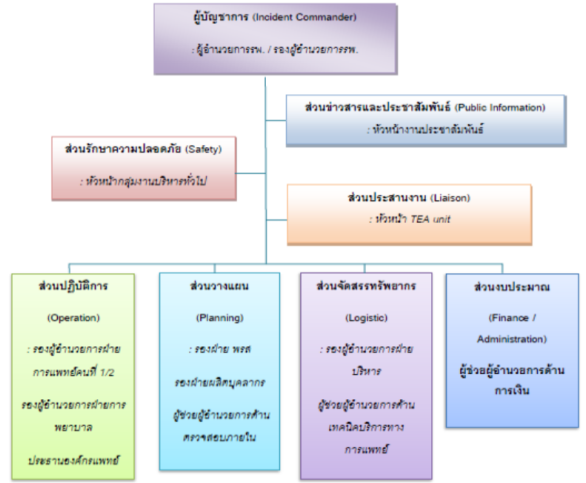 ผู้บัญชาการ (Incident Commander)
: ผู้อำนวยการรพ. / รองผู้อำนวยการรพ.
ส่วนข่าวสารและประชาสัมพันธ์ (Public Information)
: หัวหน้างานประชาสัมพันธ์
ส่วนรักษาความปลอดภัย (Safety)
: หัวหน้ากลุ่มงานบริหารทั่วไป
ส่วนประสานงาน (Liaison)
: หัวหน้า TEA unit
ส่วนปฏิบัติการ
(Operation)
: รองผู้อำนวยการฝ่าย
การแพทย์คนที่ 1/2
รองผู้อำนวยการฝ่ายการ
พยาบาล
ประธานองค์กรแพทย์
ส่วนวางแผน
(Planning)
: รองฝ่าย พรส
รองฝ่ายผลิตบุคลากร
ผู้ช่วยผู้อำนวยการด้าน
ตรวจสอบภายใน
ส่วนจัดสรรทรัพยากร
(Logistic)
: รองผู้อำนวยการฝ่าย
บริหาร
ผู้ช่วยผู้อำนวยการด้าน
เทคนิคบริการทาง
การแพทย์
ส่วนงบประมาณ
(Finance /
Administration)
ผู้ช่วยผู้อำนวยการด้าน
การเงิน